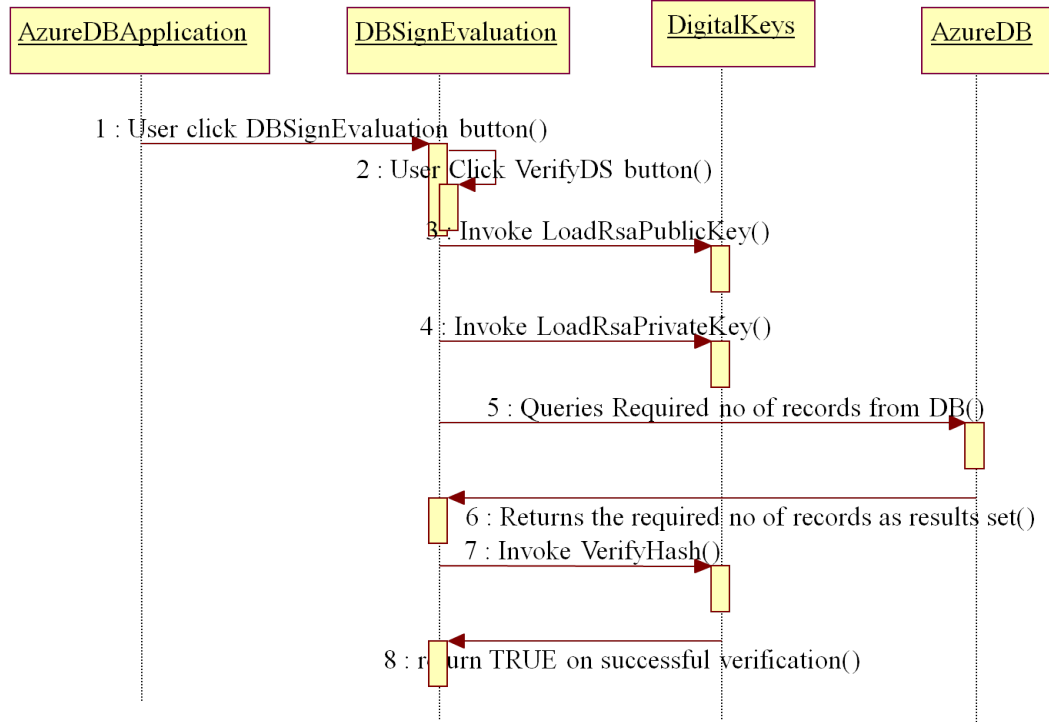 AzureDBApplication
DBSignEvaluation
DigitalKeys
AzureDB
1 : User click DBSignEvaluation button()
2 : User Click VerifyDS button()
3 : Invoke LoadRsaPublicKey()
4 : Invoke LoadRsaPrivateKey()
5 : Queries Required no of records from DB()
6 : Returns the required no of records as results set()
7 : Invoke VerifyHash()
8 : return TRUE on successful verification()